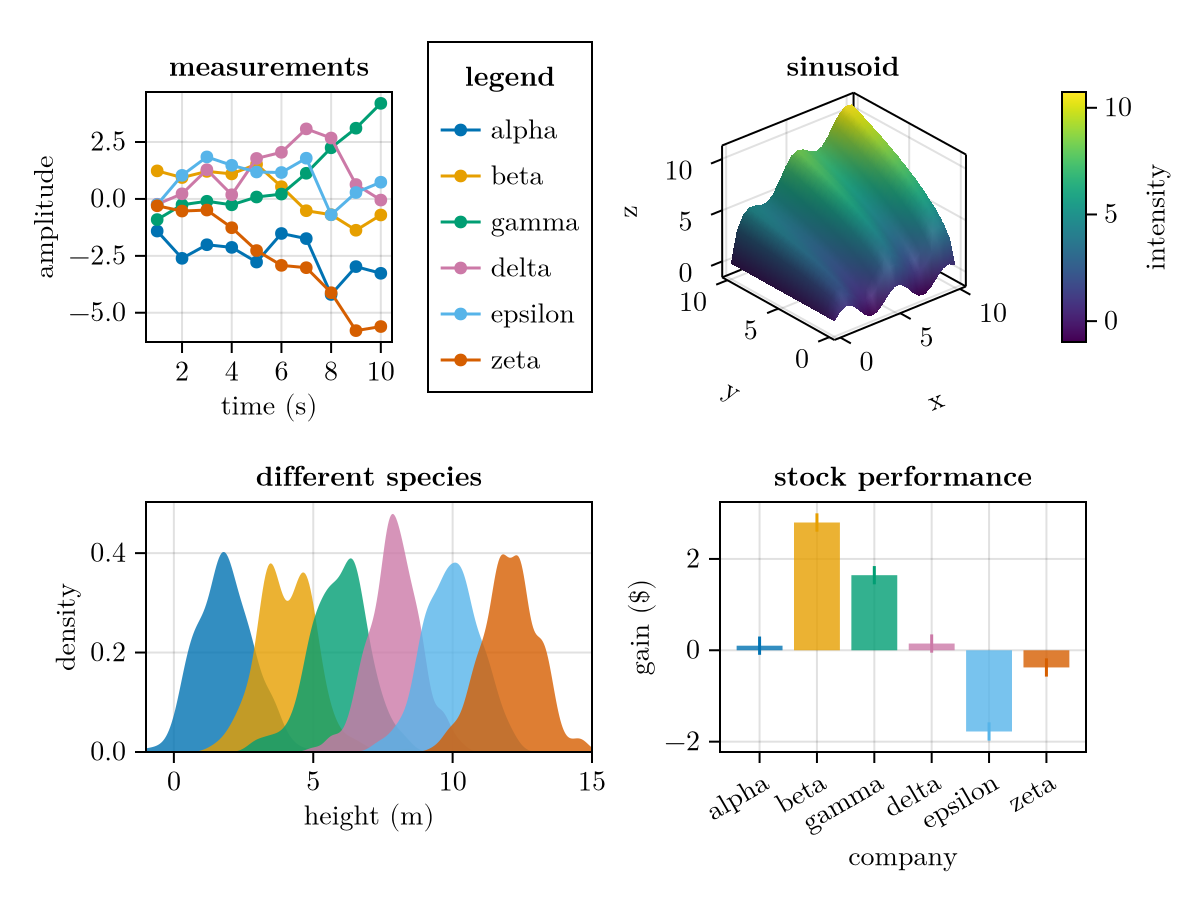 measurements
amplitude
2.5
0.0
−2.5
−5.0
2
4
6
8
10
time (s)
legend
alpha
beta
gamma
delta
epsilon
zeta
sinusoid
z
10
5
0
10
5
0
y
0
5
10
x
10
5
0
intensity
different species
density
0.4
0.2
0.0
0
5
10
15
height (m)
stock performance
gain ($)
2
0
−2
alpha
beta
gamma
delta
epsilon
zeta
company